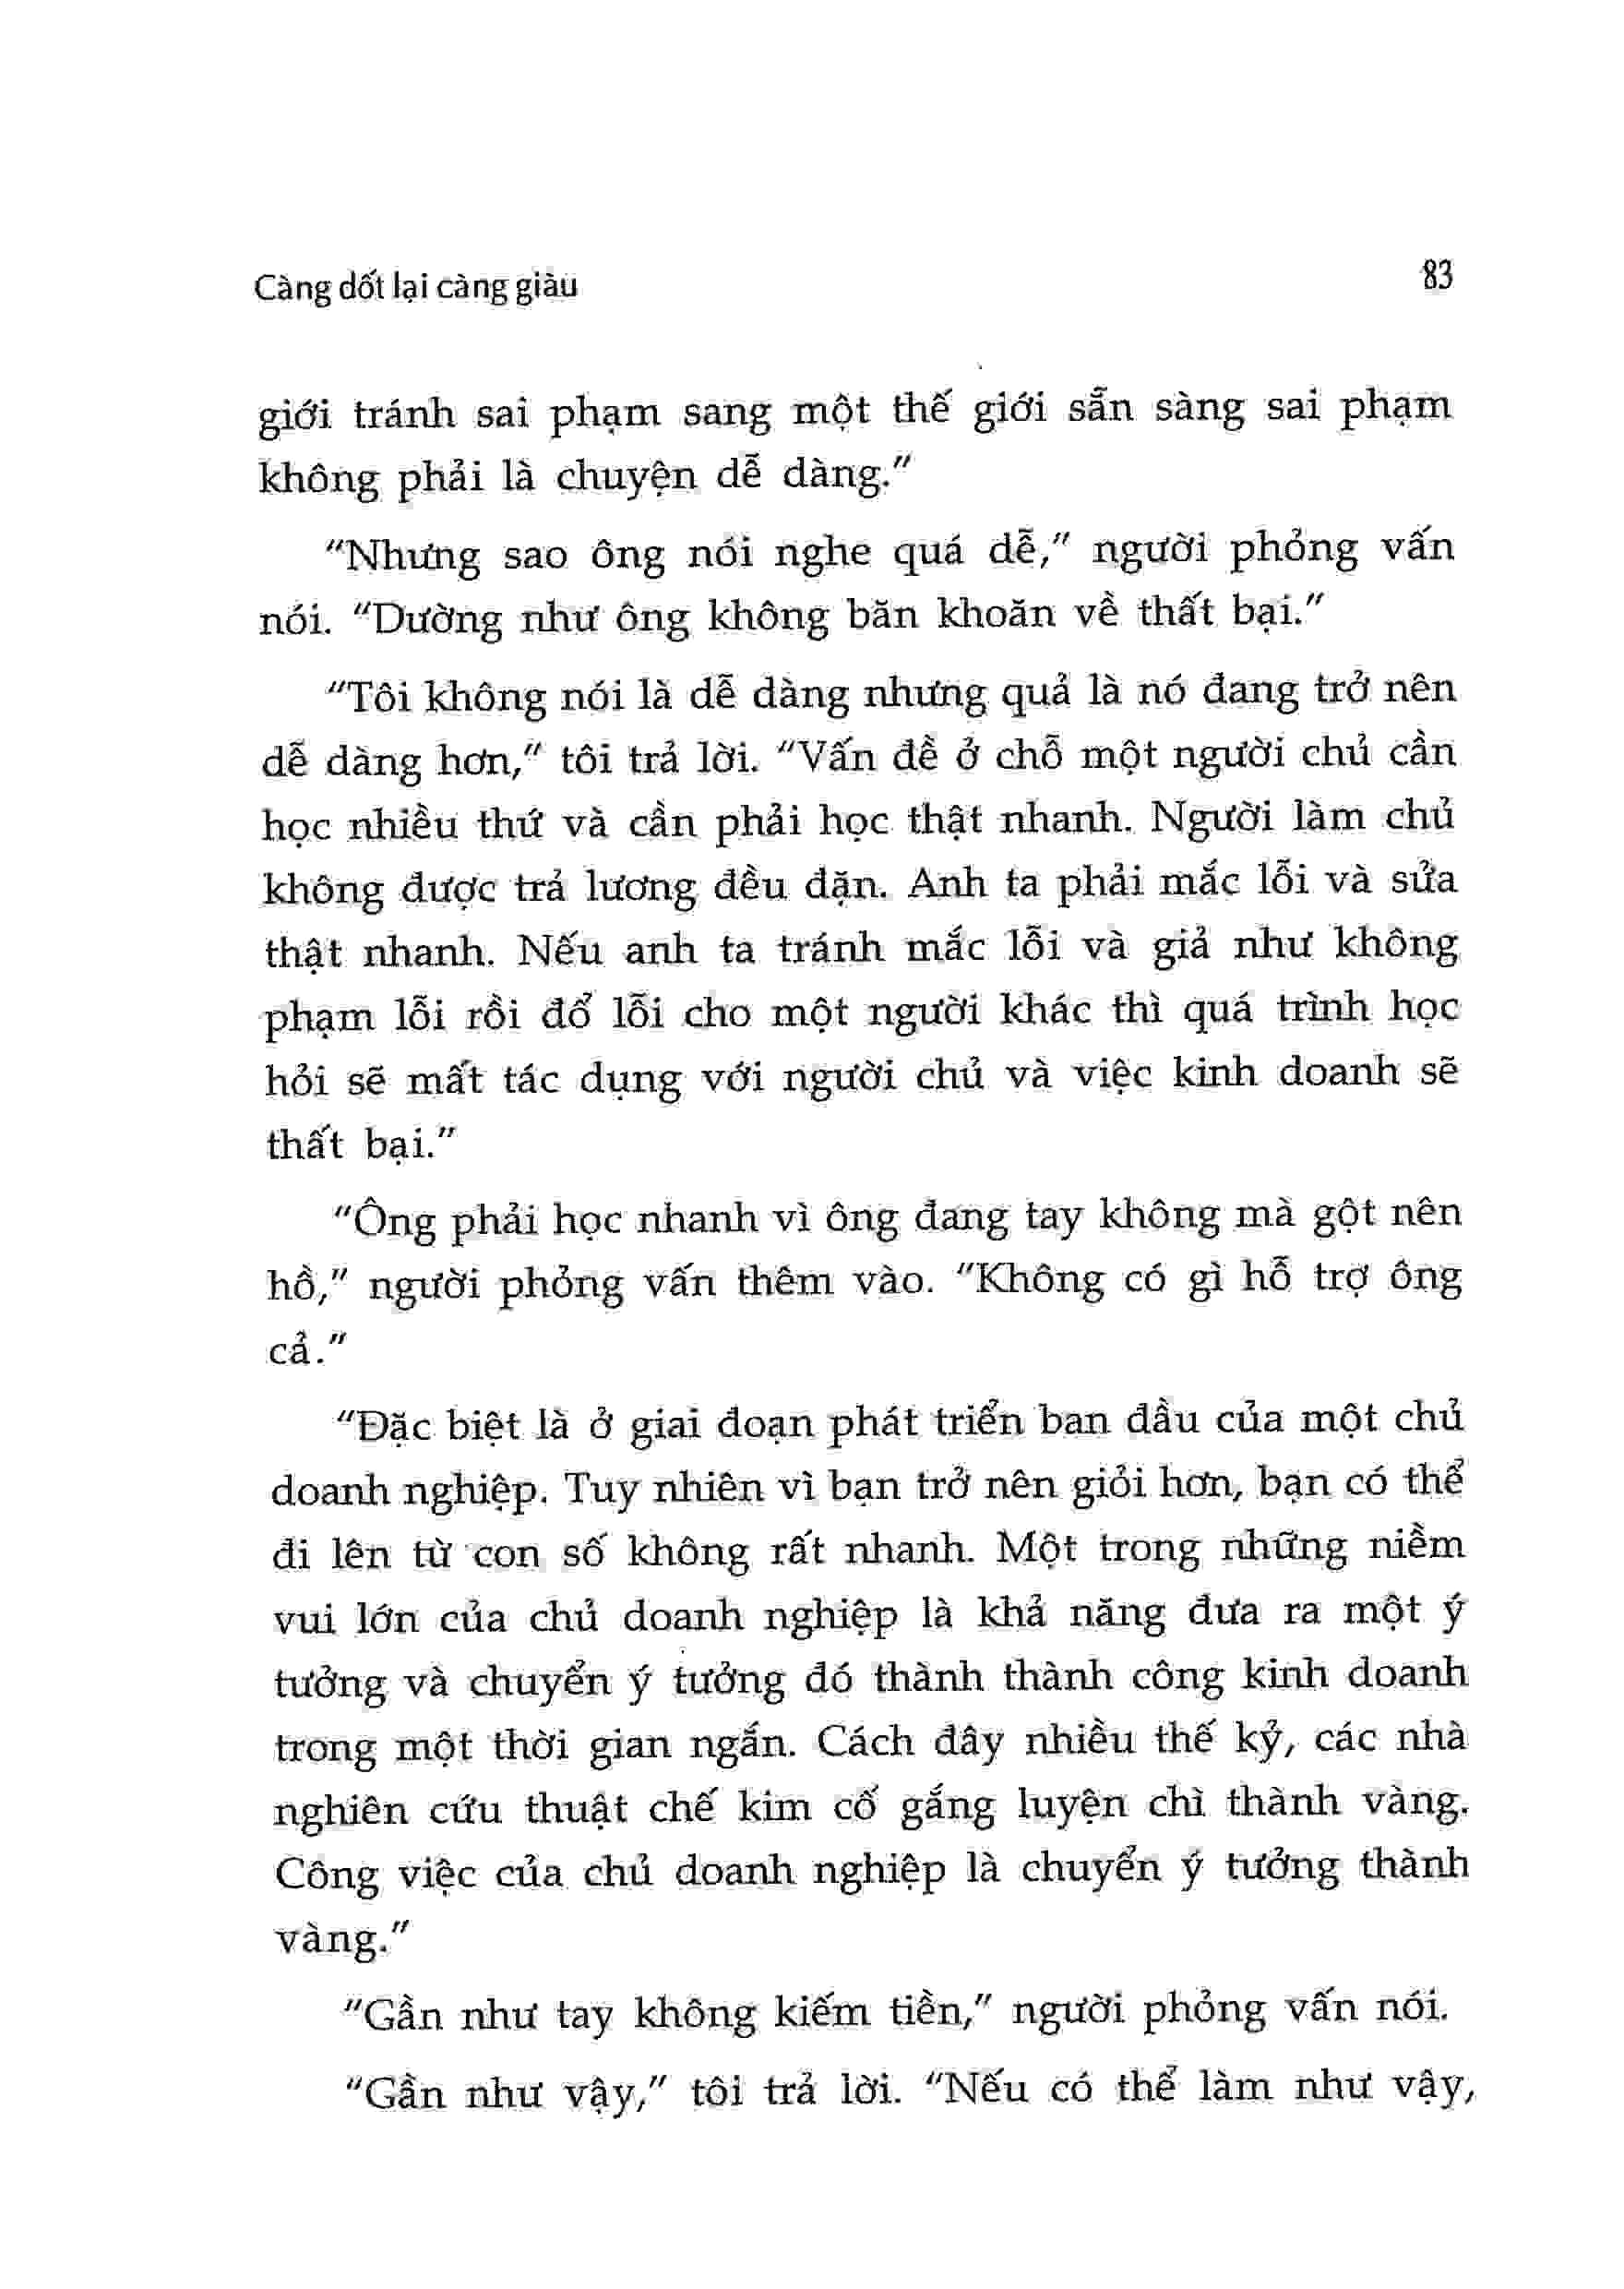 Càng dốt lại càng giàu 83
giới tránh sai phạm sang một thế giới sẵn sàng sai phạm
không phải là chuyện dễ dàng.”
“Nhưng sao ông nói nghe quá dễ,” người phỏng vấn
nói. “Dường như ông không băn khoăn về thất bại.”
“Tôi không nói là dễ dàng nhưng quả là nó đang trở nên
dễ dàng hơn,” tôi trả lời. “Vấn đề ở chỗ một người chủ cần
học nhiều thứ và cần phải học thật nhanh. Người làm chủ
không được trả lương đều đặn. Anh ta phải mắc lỗi và sửa
thật nhanh. Nếu anh ta tránh mắc lỗi và giả như không
phạm lỗi rồi đổ lỗi cho một người khác thì quá trình học
hỏi sẽ mất tác dụng với người chủ và việc kinh doanh sẽ
thất bại.”
“Ông phải học nhanh vì ông đang tay không mà gột nên
hồ,” người phỏng vấn thêm vào. “Không có gì hỗ trợ ông
cả.”
“Đặc biệt là ở giai đoạn phát triển ban đầu của một chủ
doanh nghiệp. Tuy nhiên vì bạn trở nên giỏi hơn, bạn có thể
đi lên từ con số không rất nhanh. Một trong những niềm
vui lớn của chủ doanh nghiệp là khả năng đưa ra một ý
tưởng và chuyển ý tưởng đó thành thành công kinh doanh
trong một thời gian ngắn. Cách đây nhiều thế kỷ, các nhà
nghiên cứu thuật chế kim cố gắng luyện chì thành vàng.
Công việc của chủ doanh nghiệp là chuyển ý tưởng thành
vàng.”
“Gần như tay không kiếm tiền,” người phỏng vấn nói.
“Gần như vậy,” tôi trả lời. “Nếu có thể làm như vậy,